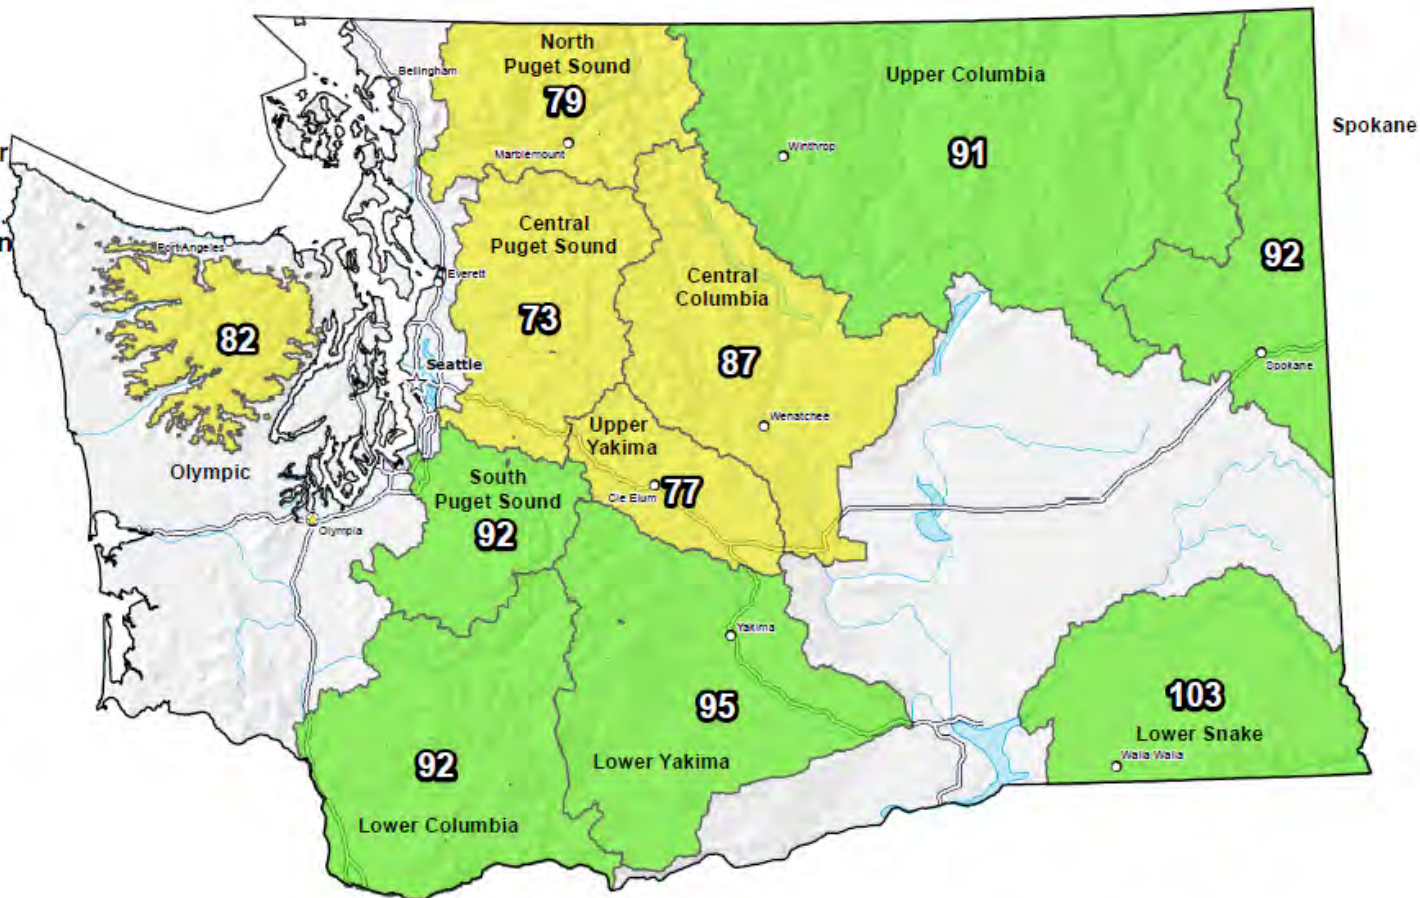 North
Puget Sound
79
Bellingham
Marblemount
Upper Columbia
Winthrop
91
Spokane
r
n
Port Angeles
Central
Puget Sound
Everett
73
Central
Columbia
87
92
82
Seattle
Spokane
Wenatchee
Upper
Yakima
Cle Elum
77
Olympic
South
Puget Sound
92
Olympia
Yakima
95
Lower Yakima
103
Lower Snake
Walla Walla
92
Lower Columbia